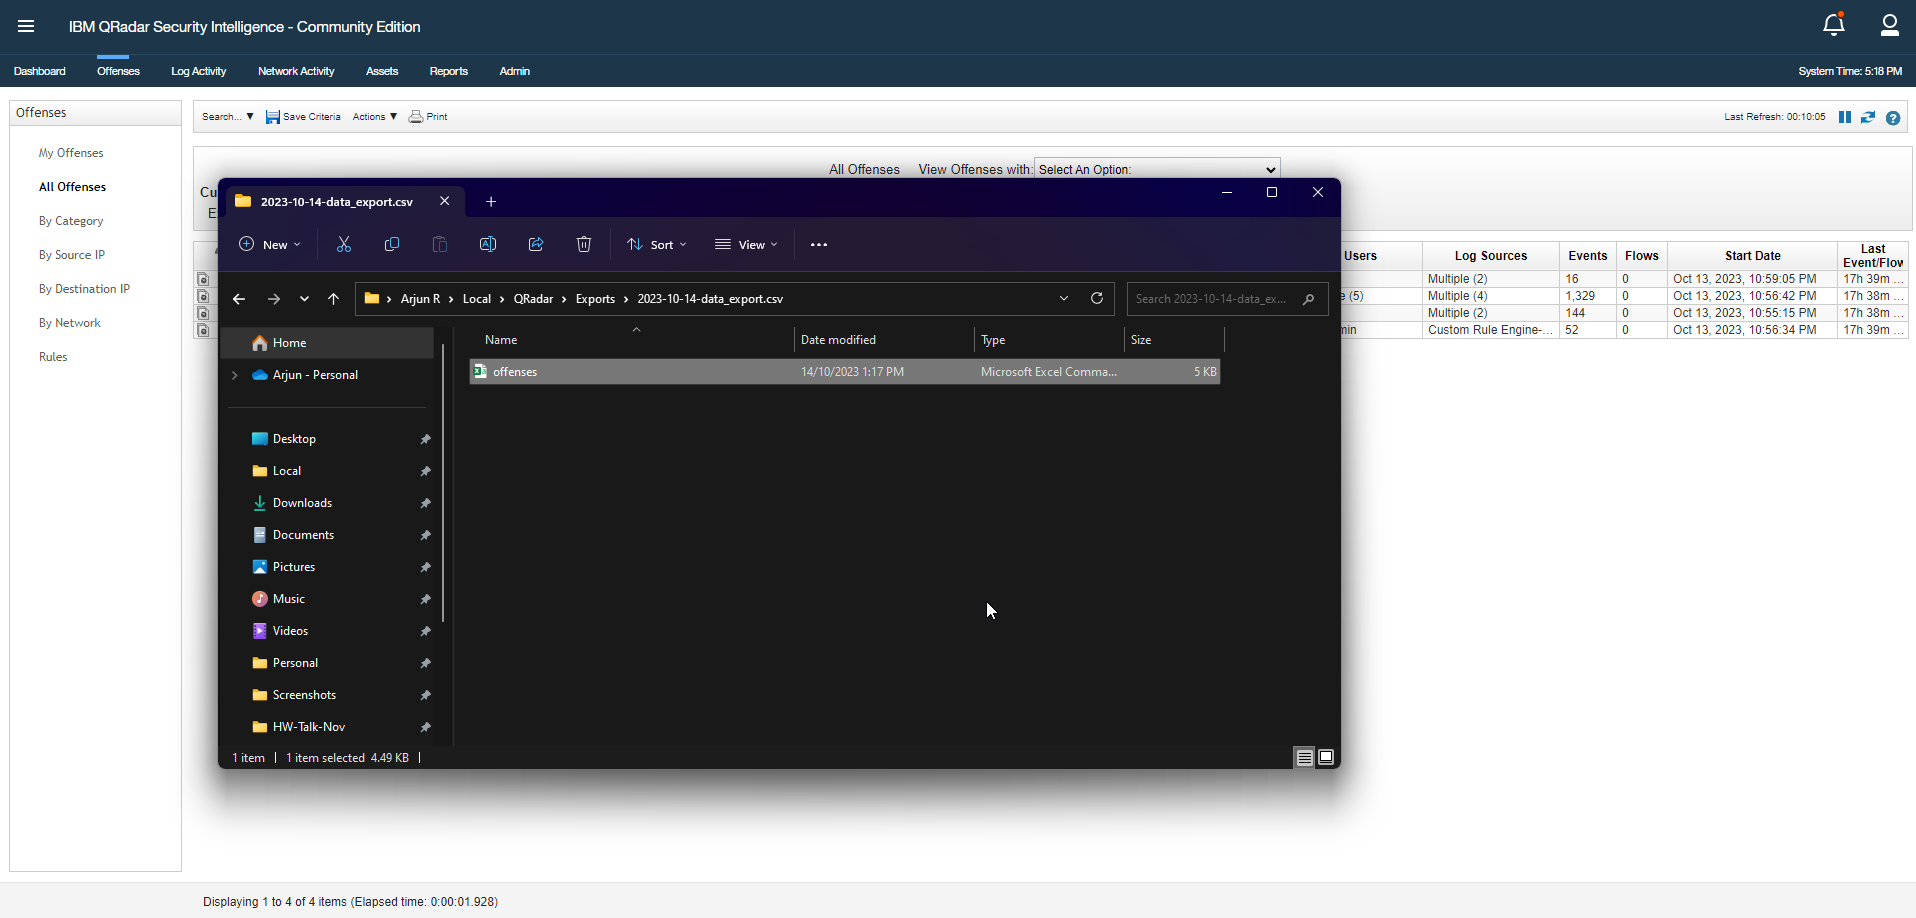 IBM QRadar Security Intelligence - Community Edition
Dashboard Offenses Log Activity Network Activity Assets Reports Admin System Time: 5:18 PM
Offenses
My Offenses
All Offenses
By Category
By Source IP
By Destination IP
By Network
Rules
Search... ▼ Save Criteria Actions ▼ Print Last Refresh: 00:10:05
All Offenses View Offenses with: Select An Option:
Cu
E
Users Log Sources Events Flows Start Date Last Event/Flow
Multiple (2) 16 0 Oct 13, 2023, 10:59:05 PM 17h 39m ...
(5) Multiple (4) 1,329 0 Oct 13, 2023, 10:56:42 PM 17h 38m ...
Multiple (2) 144 0 Oct 13, 2023, 10:55:15 PM 17h 38m ...
min Custom Rule Engine-... 52 0 Oct 13, 2023, 10:56:34 PM 17h 39m ...
2023-10-14-data_export.csv
New Sort View
Arjun R › Local › QRadar › Exports › 2023-10-14-data_export.csv
Search 2023-10-14-data_ex...
Home
Arjun - Personal
Desktop
Local
Downloads
Documents
Pictures
Music
Videos
Personal
Screenshots
HW-Talk-Nov
Name Date modified Type Size
offenses 14/10/2023 1:17 PM Microsoft Excel Comma... 5 KB
1 item 1 item selected 4.49 KB
Displaying 1 to 4 of 4 items (Elapsed time: 0:00:01.928)